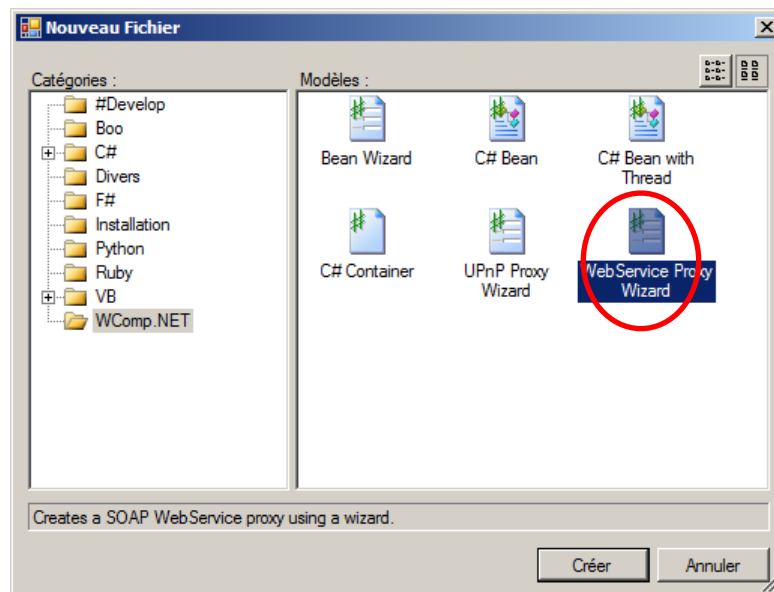 Nouveau Fichier
Catégories :
Modèles :
#Develop
Boo
C#
Divers
F#
Installation
Python
Ruby
VB
WComp.NET
Bean Wizard
C# Bean
C# Bean with
Thread
C# Container
UPnP Proxy
Wizard
WebService Proxy
Wizard
Creates a SOAP WebService proxy using a wizard.
Créer
Annuler